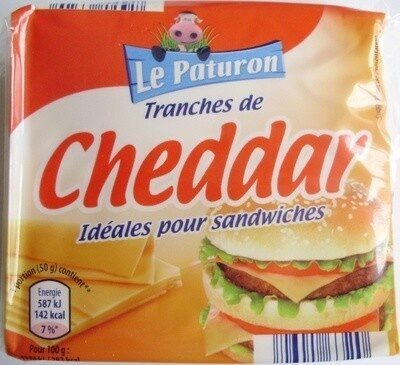 Le Paturon
Tranches de
Cheddar
Idéales pour sandwiches
portion (50 g) contient**
Energie
587 kJ
142 kcal
7 %*
Pour 100 g :